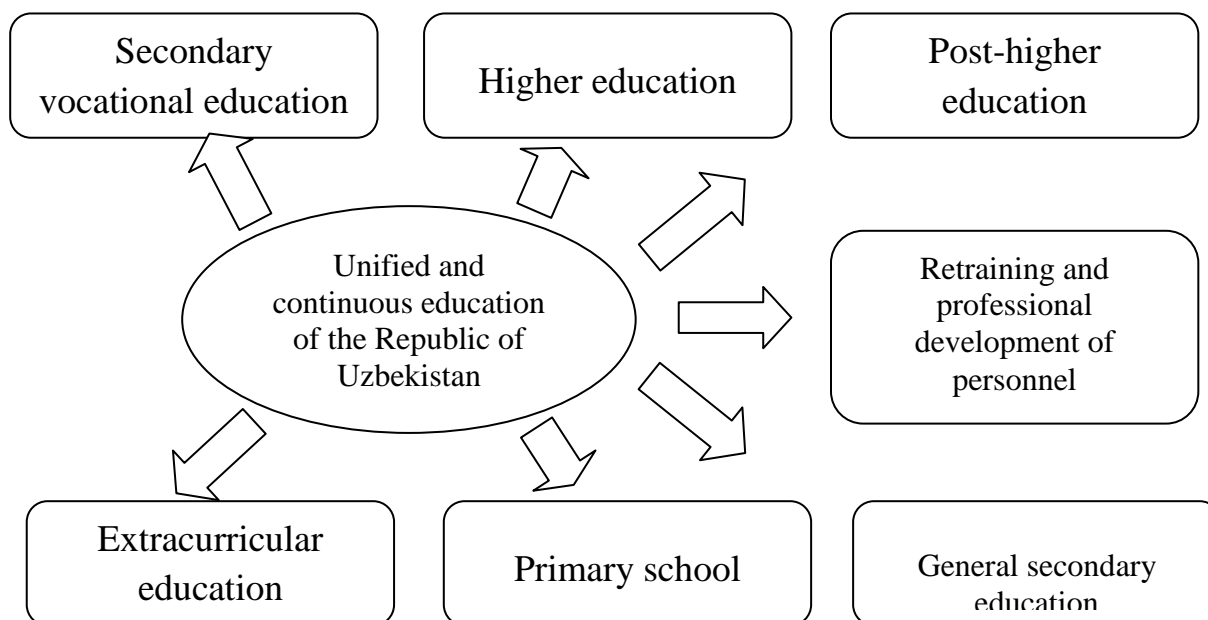 Secondary
vocational education
Higher education
Post-higher
education
Unified and
continuous education
of the Republic of
Uzbekistan
Retraining and
professional
development of
personnel
Extracurricular
education
Primary school
General secondary
education